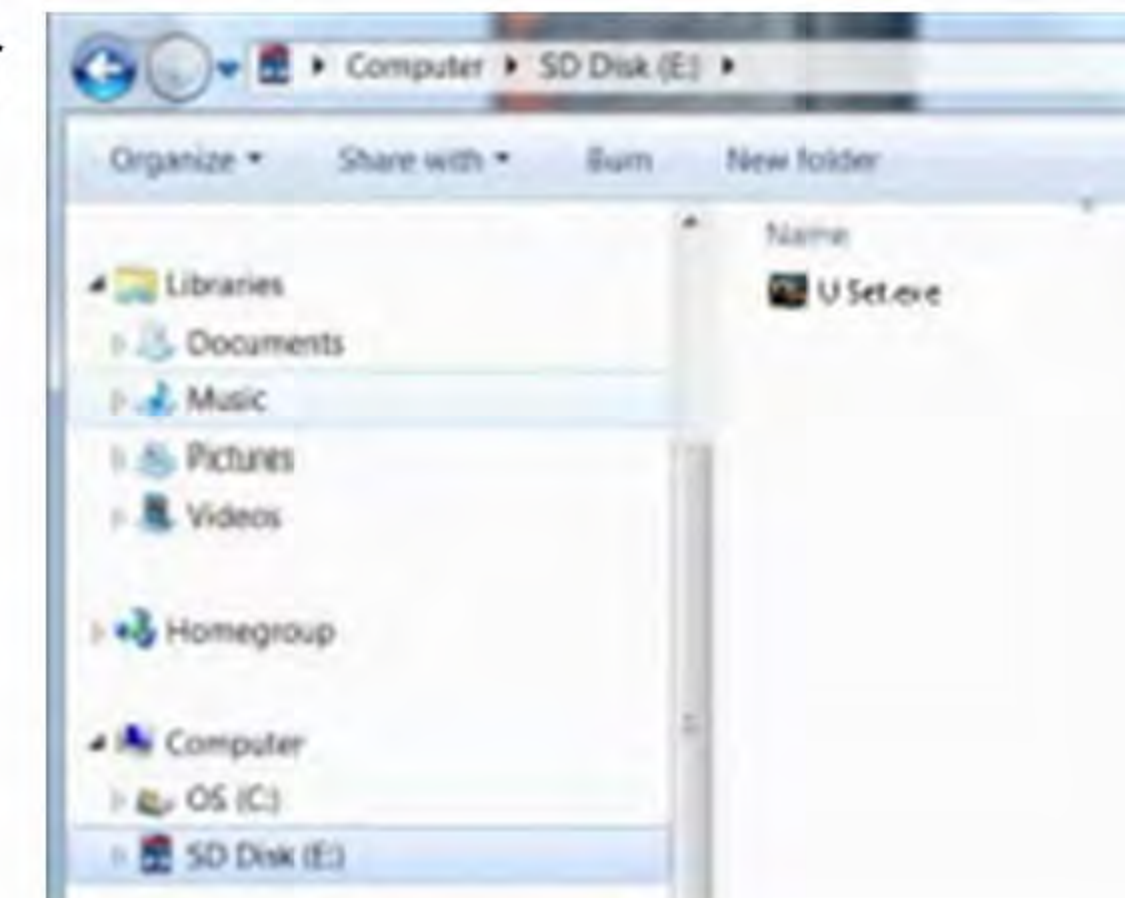 Computer SD Disk (E:)
Organize Share with Burn New folder
Name
U Set.exe
Libraries
Documents
Music
Pictures
Videos
Homegroup
Computer
OS (C:)
SD Disk (E:)